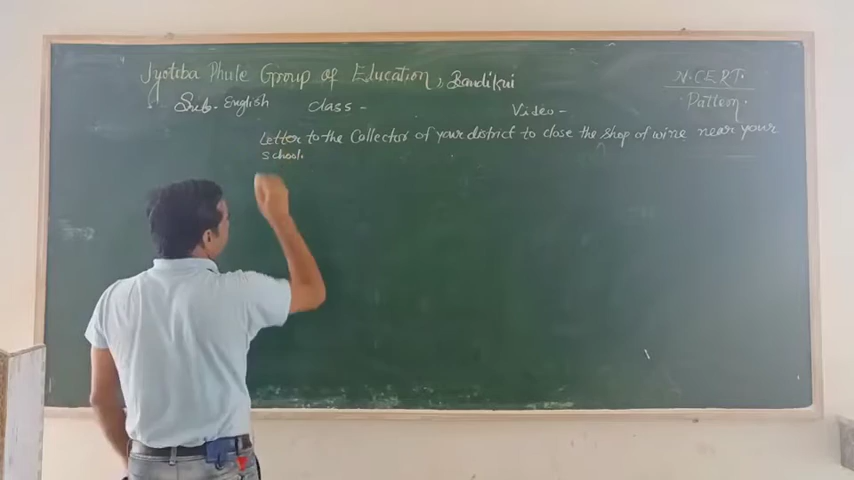 Jyotiba Phule Group of Education, Bandikui
N.C.E.R.T.
Sub- English Class - Video -
Pattern.
Letter to the Collector of your district to close the shop of wine near your
school.